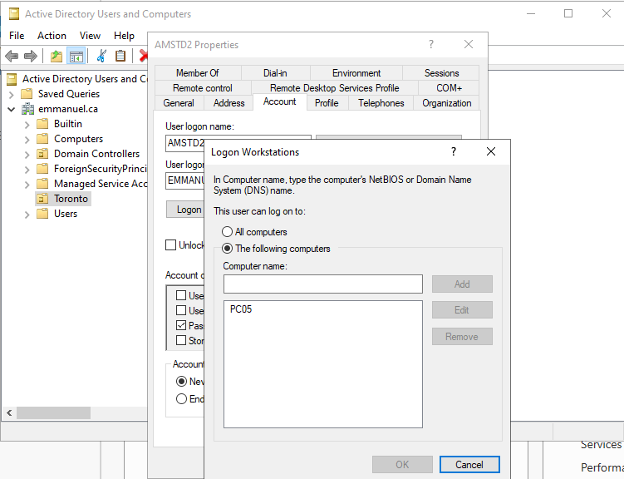 Active Directory Users and Computers
File Action View Help
Active Directory Users and Co
Saved Queries
emmanuel.ca
Builtin
Computers
Domain Controllers
ForeignSecurityPrinci
Managed Service Acc
Toronto
Users
AMSTD2 Properties
Member Of Dial-in Environment Sessions
Remote control Remote Desktop Services Profile COM+
General Address Account Profile Telephones Organization
User logon name:
AMSTD2
User logo
EMMANU
Logon
Unlock
Account o
Use
Use
Pas
Stor
Account
Nev
End
Logon Workstations
In Computer name, type the computer's NetBIOS or Domain Name
System (DNS) name.
This user can log on to:
All computers
The following computers
Computer name:
Add
PC05
Edit
Remove
OK Cancel
Services
Performa